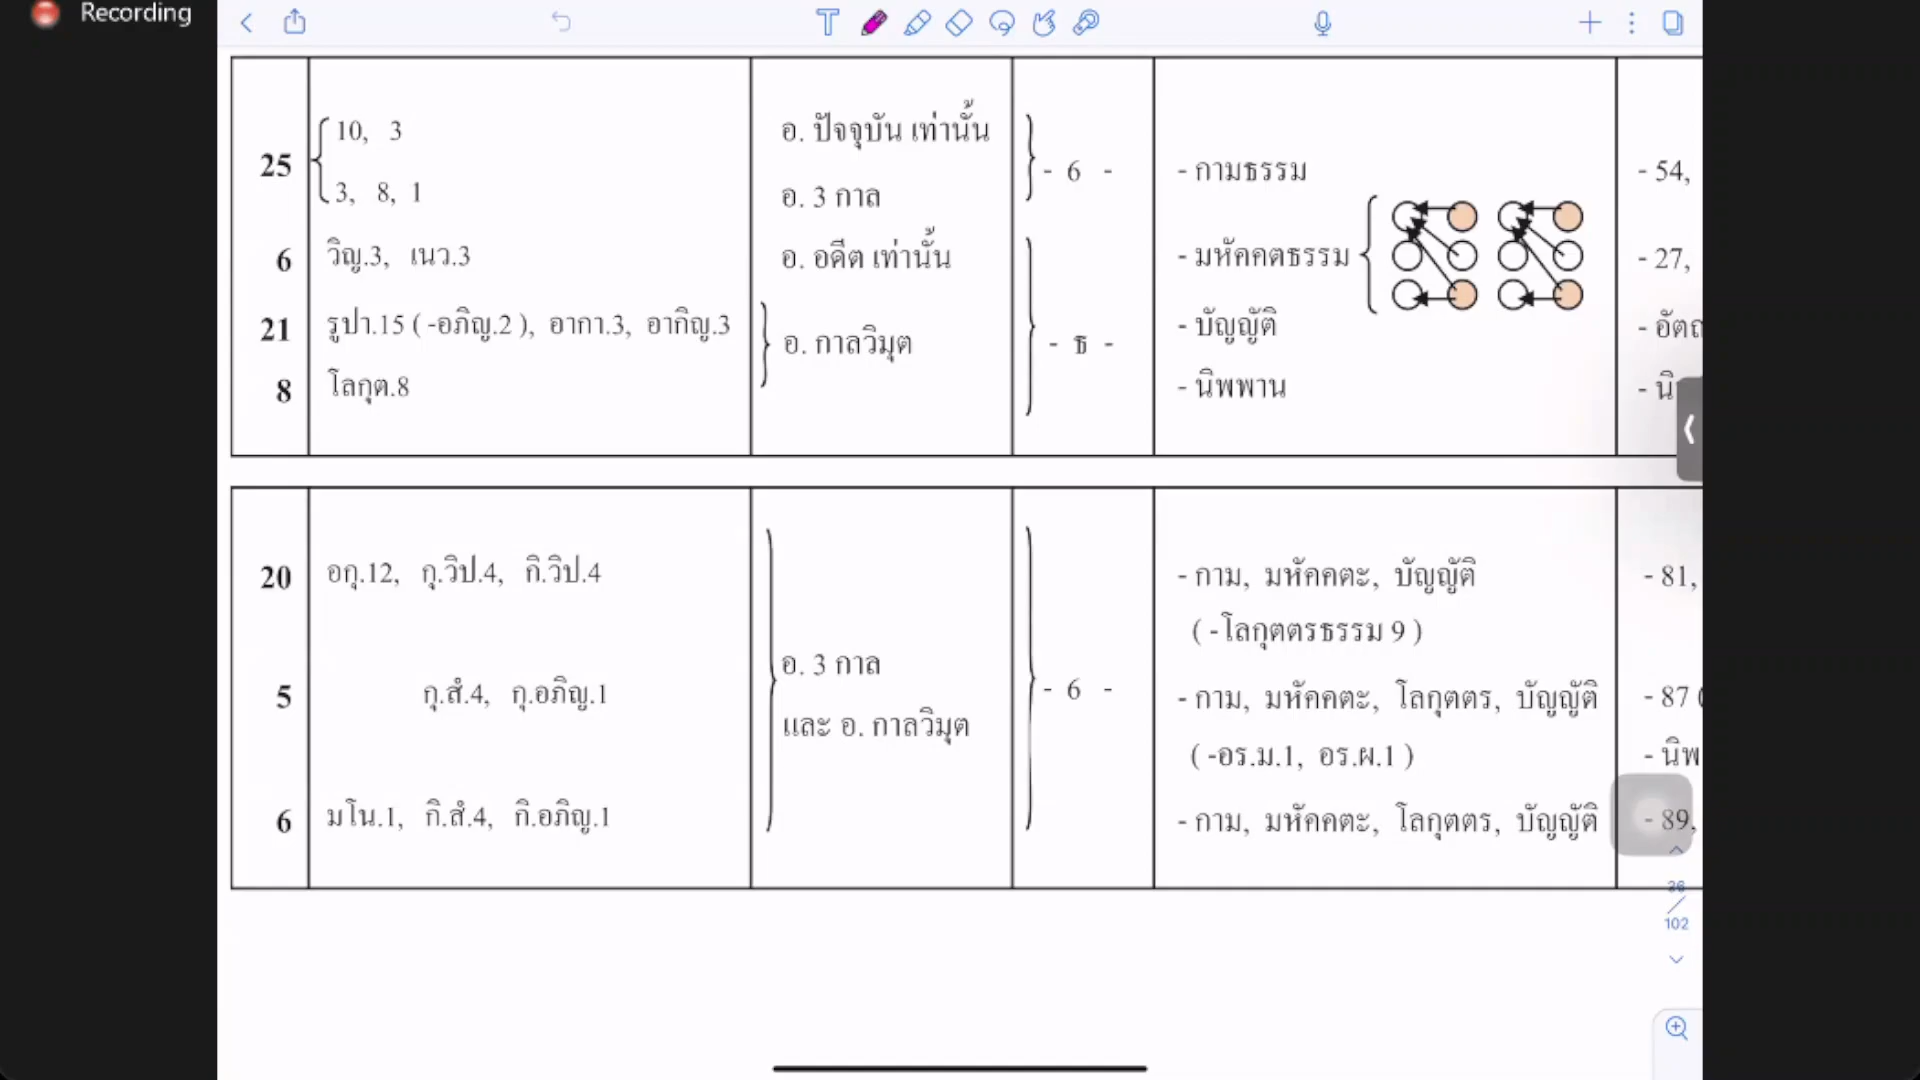 Recording
25 10, 3 อ. ปัจจุบัน เท่านั้น - 6 - - กามธรรม - 54,
3, 8, 1 อ. 3 กาล
6 วิญ.3, เนว.3 อ. อดีต เท่านั้น - มหัคคตธรรม - 27,
21 รูปา.15 ( -อภิญ.2 ), อากา.3, อากิญ.3 อ. กาลวิมุต - ธ - - บัญญัติ
8 โลกุต.8 - นิพพาน
20 อกุ.12, กุ.วิป.4, กิ.วิป.4 - กาม, มหัคคตะ, บัญญัติ - 81,
( -โลกุตตรธรรม 9 )
อ. 3 กาล
5 กุ.สํ.4, กุ.อภิญ.1 - 6 - - กาม, มหัคคตะ, โลกุตตร, บัญญัติ - 87 (
และ อ. กาลวิมุต
( -อร.ม.1, อร.ผ.1 ) - นิพ
6 มโน.1, กิ.สํ.4, กิ.อภิญ.1 - กาม, มหัคคตะ, โลกุตตร, บัญญัติ - 89,
36
102